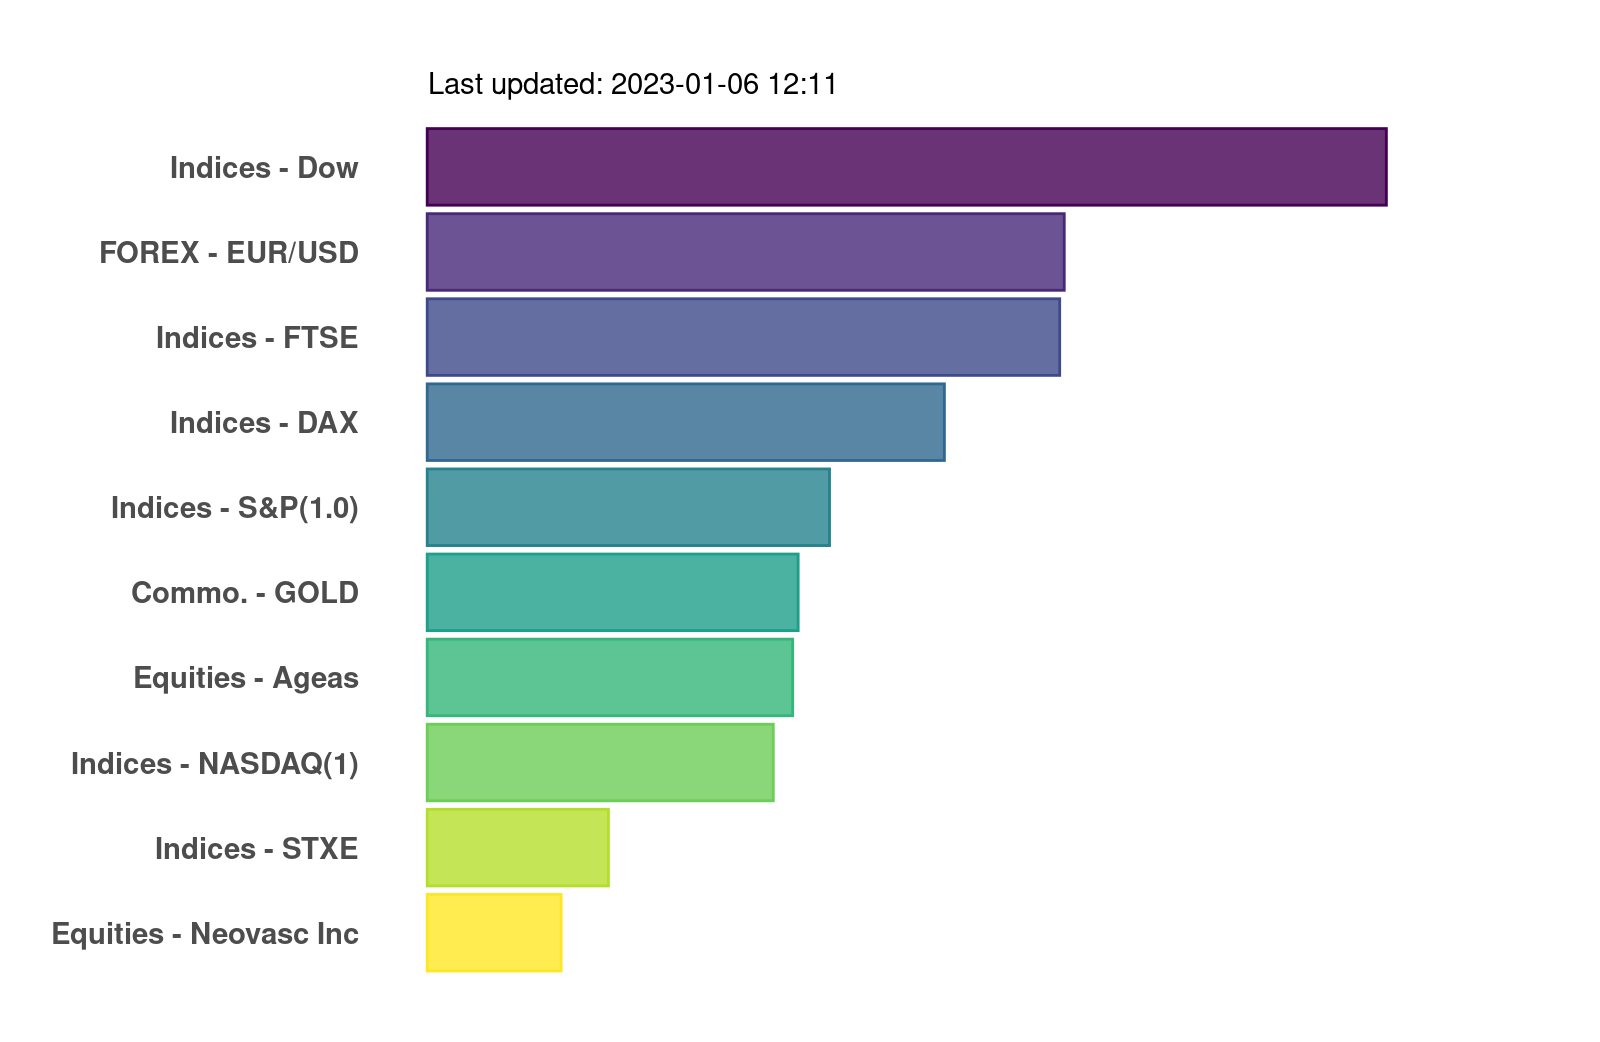 Last updated: 2023-01-06 12:11
Indices - Dow
FOREX - EUR/USD
Indices - FTSE
Indices - DAX
Indices - S&P(1.0)
Commo. - GOLD
Equities - Ageas
Indices - NASDAQ(1)
Indices - STXE
Equities - Neovasc Inc